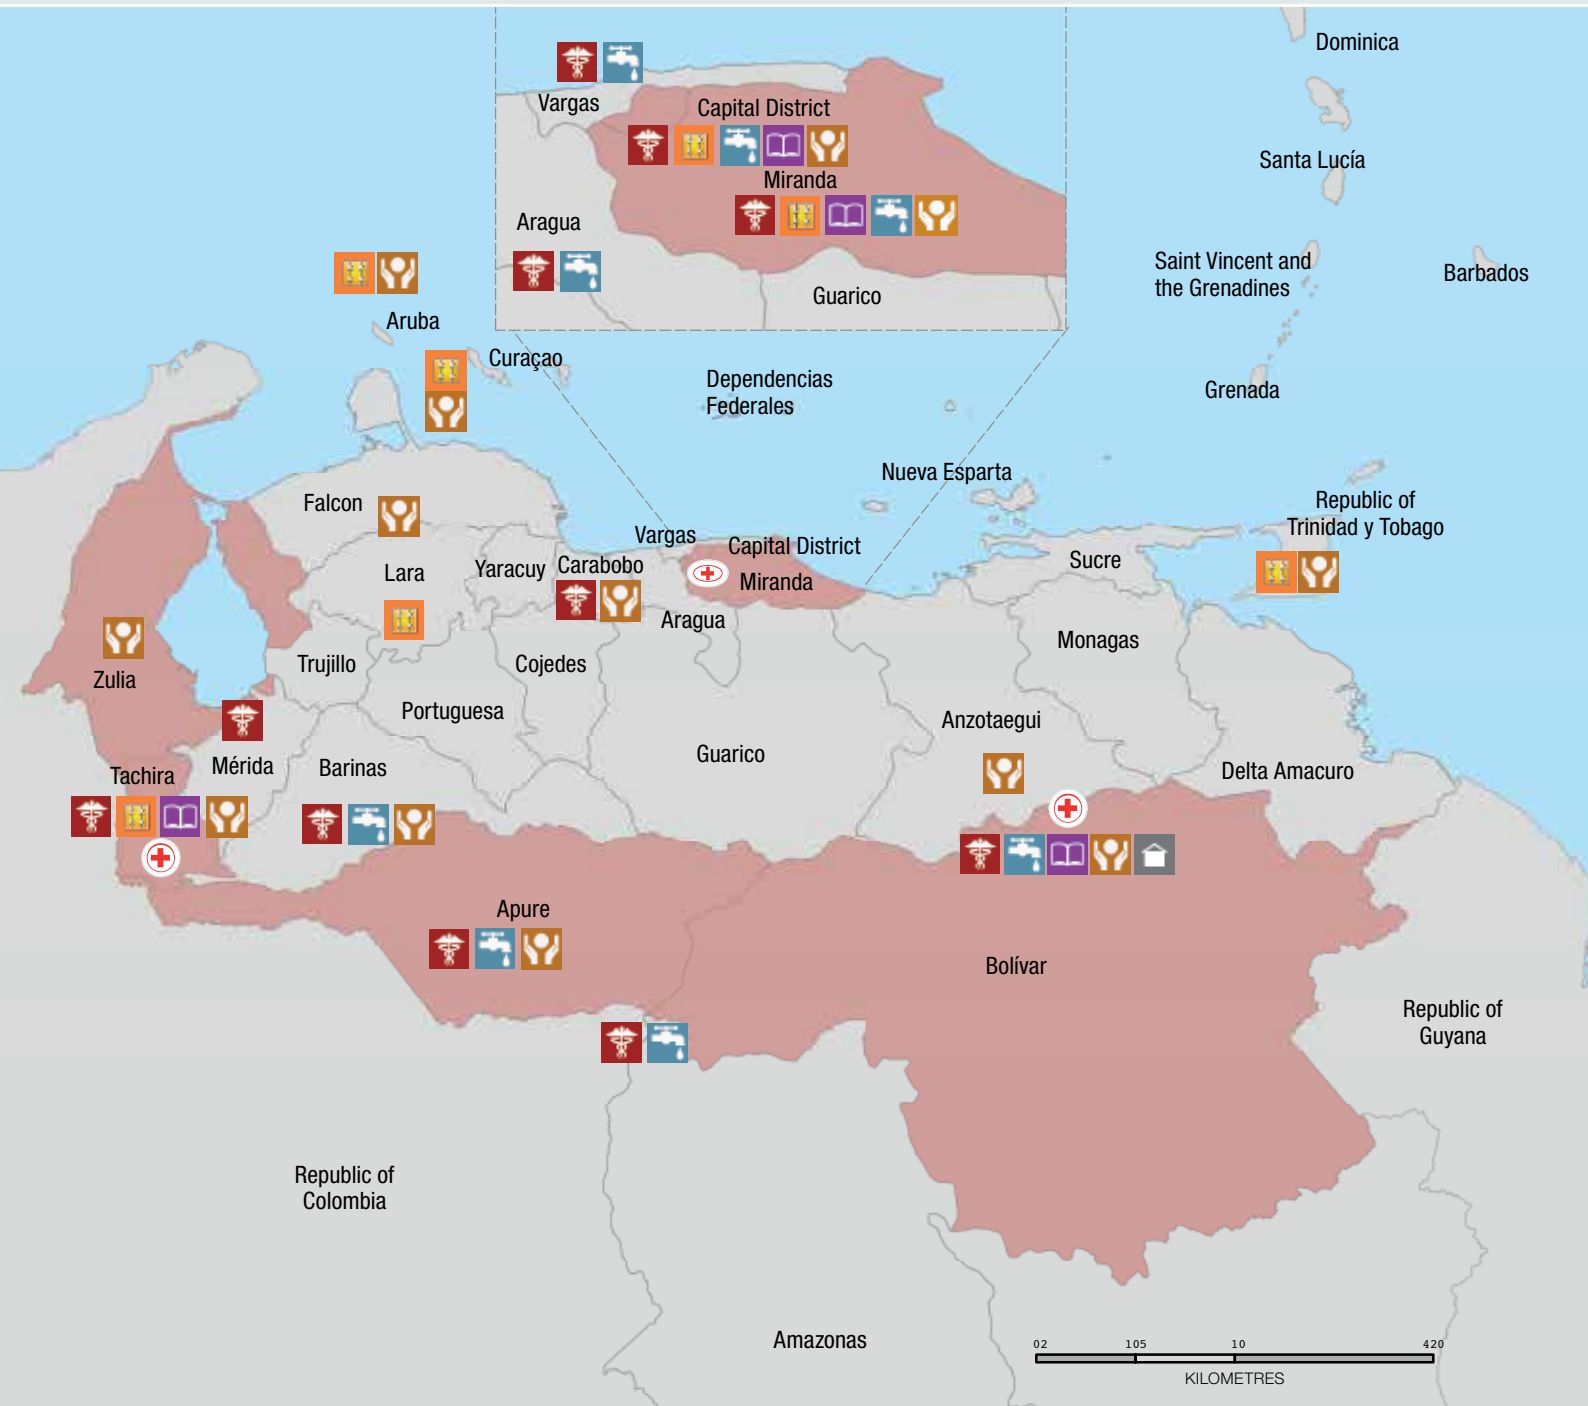 Dominica
Vargas
Capital District
Santa Lucía
Miranda
Aragua
Saint Vincent and
the Grenadines
Barbados
Guarico
Aruba
Curaçao
Dependencias
Federales
Grenada
Nueva Esparta
Falcon
Republic of
Trinidad y Tobago
Vargas
Capital District
Lara
Yaracuy
Carabobo
Sucre
Miranda
Aragua
Monagas
Trujillo
Cojedes
Zulia
Portuguesa
Anzotaegui
Guarico
Mérida
Barinas
Tachira
Delta Amacuro
Apure
Bolívar
Republic of
Guyana
Republic of
Colombia
Amazonas
02 105 10 420
KILOMETRES